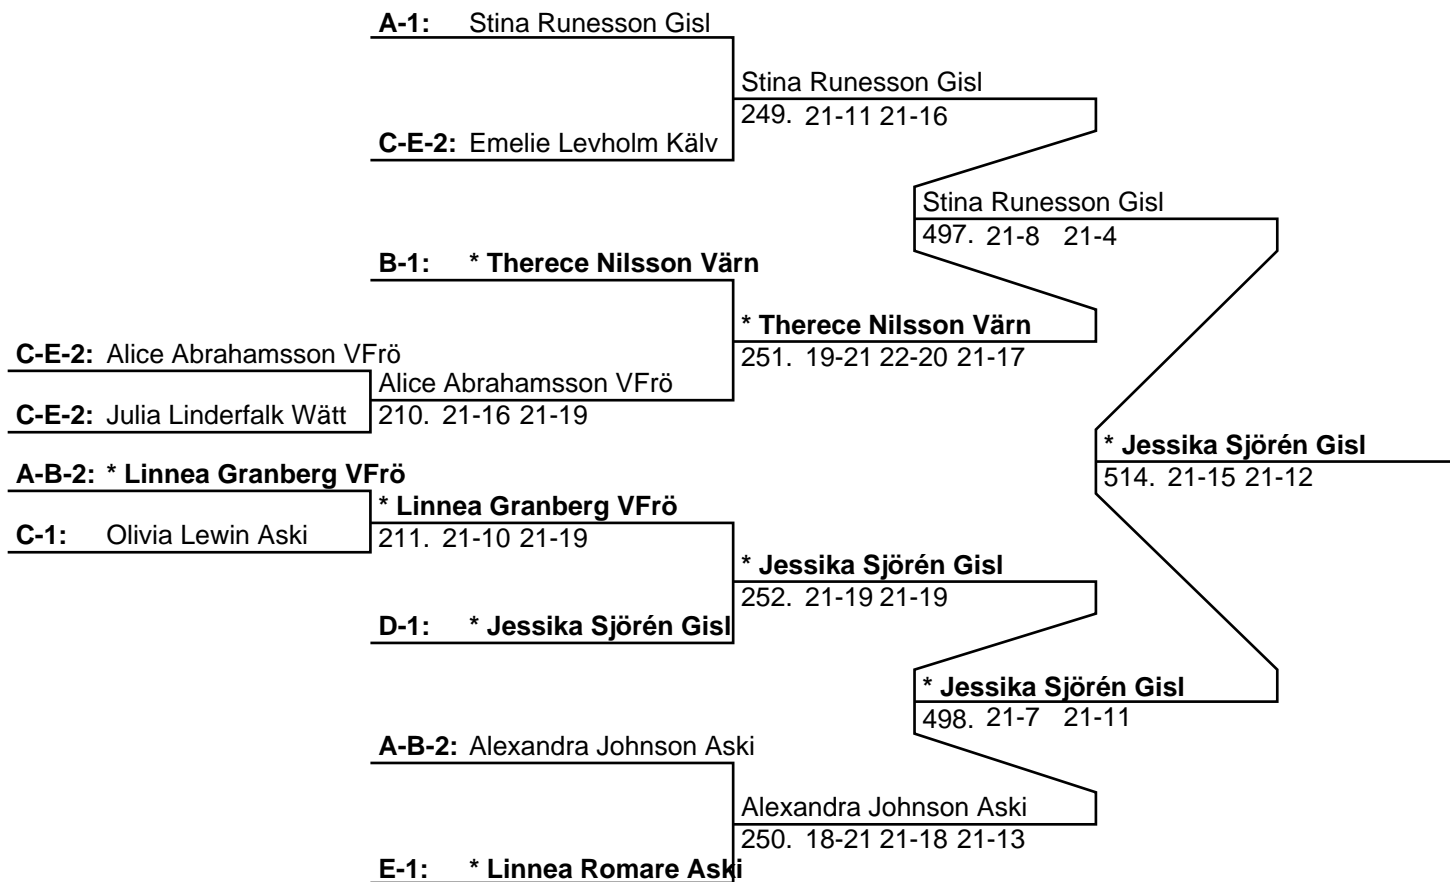 A-1: Stina Runesson Gisl
Stina Runesson Gisl
249. 21-11 21-16
C-E-2: Emelie Levholm Kälv
Stina Runesson Gisl
497. 21-8 21-4
B-1: * Therece Nilsson Värn
* Therece Nilsson Värn
251. 19-21 22-20 21-17
C-E-2: Alice Abrahamsson VFrö
Alice Abrahamsson VFrö
210. 21-16 21-19
C-E-2: Julia Linderfalk Wätt
* Jessika Sjörén Gisl
514. 21-15 21-12
A-B-2: * Linnea Granberg VFrö
* Linnea Granberg VFrö
211. 21-10 21-19
C-1: Olivia Lewin Aski
* Jessika Sjörén Gisl
252. 21-19 21-19
D-1: * Jessika Sjörén Gisl
* Jessika Sjörén Gisl
498. 21-7 21-11
A-B-2: Alexandra Johnson Aski
Alexandra Johnson Aski
250. 18-21 21-18 21-13
E-1: * Linnea Romare Aski